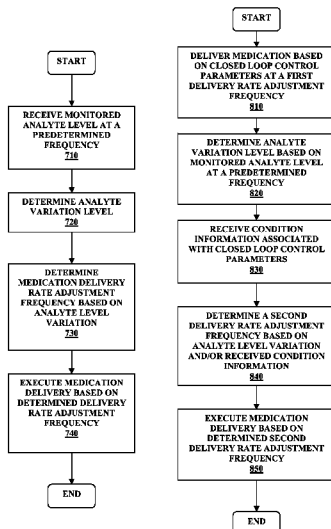 START
RECEIVE MONITORED
ANALYTE LEVEL AT A
PREDETERMINED
FREQUENCY
710
DETERMINE ANALYTE
VARIATION LEVEL
720
DETERMINE
MEDICATION DELIVERY
RATE ADJUSTMENT
FREQUENCY BASED ON
ANALYTE LEVEL
VARIATION
730
EXECUTE MEDICATION
DELIVERY BASED ON
DETERMINED DELIVERY
RATE ADJUSTMENT
FREQUENCY
740
END
START
DELIVER MEDICATION
BASED ON CLOSED LOOP CONTROL
PARAMETERS AT A FIRST
DELIVERY RATE ADJUSTMENT
FREQUENCY
810
DETERMINE ANALYTE
VARIATION LEVEL BASED ON
MONITORED ANALYTE LEVEL
AT A PREDETERMINED
FREQUENCY
820
RECEIVE CONDITION
INFORMATION ASSOCIATED
WITH CLOSED LOOP CONTROL
PARAMETERS
830
DETERMINE A SECOND
DELIVERY RATE ADJUSTMENT
FREQUENCY BASED ON
ANALYTE LEVEL VARIATION
AND/OR RECEIVED CONDITION
INFORMATION
840
EXECUTE MEDICATION
DELIVERY BASED ON
DETERMINED SECOND
DELIVERY RATE ADJUSTMENT
FREQUENCY
850
END